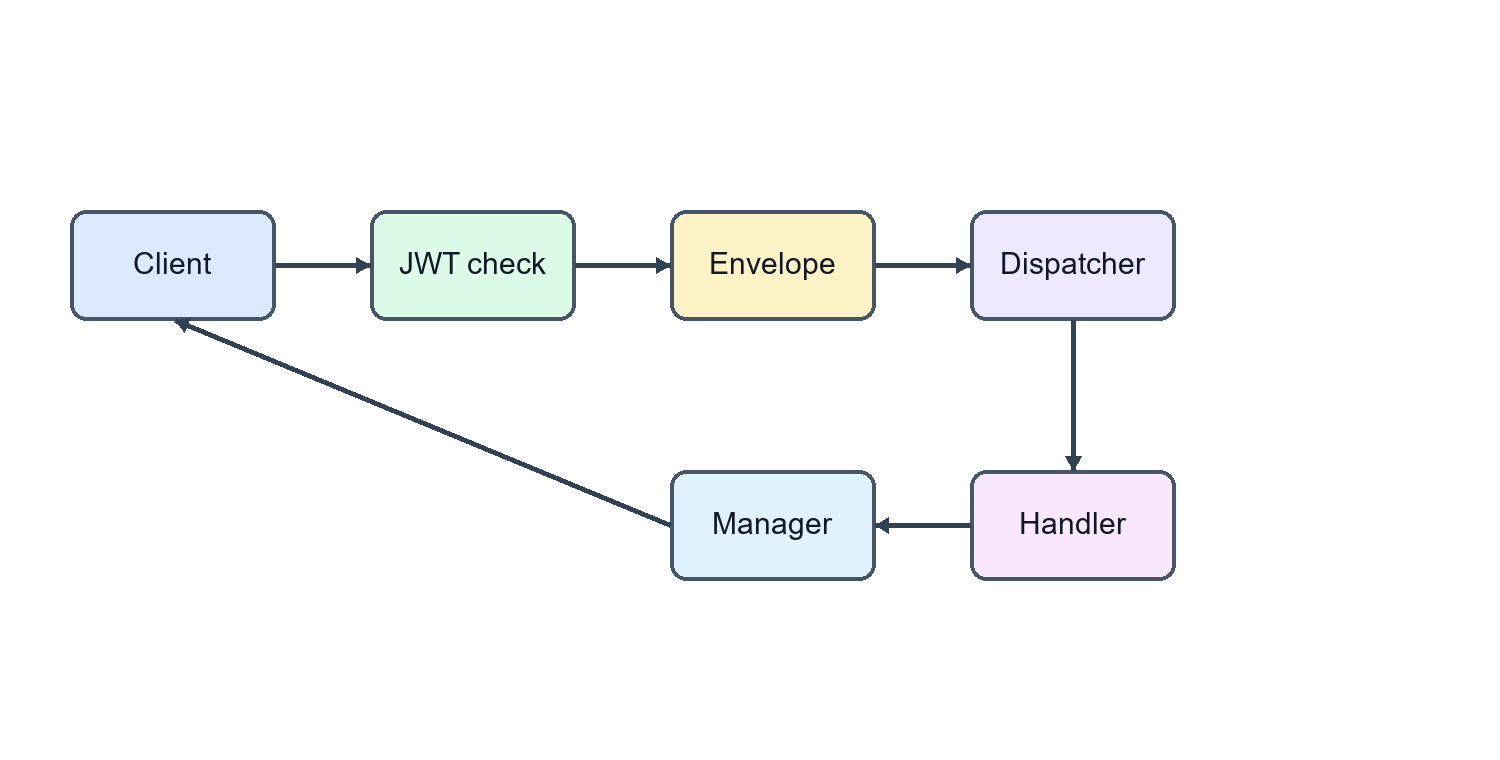 Client
JWT check
Envelope
Dispatcher
Manager
Handler